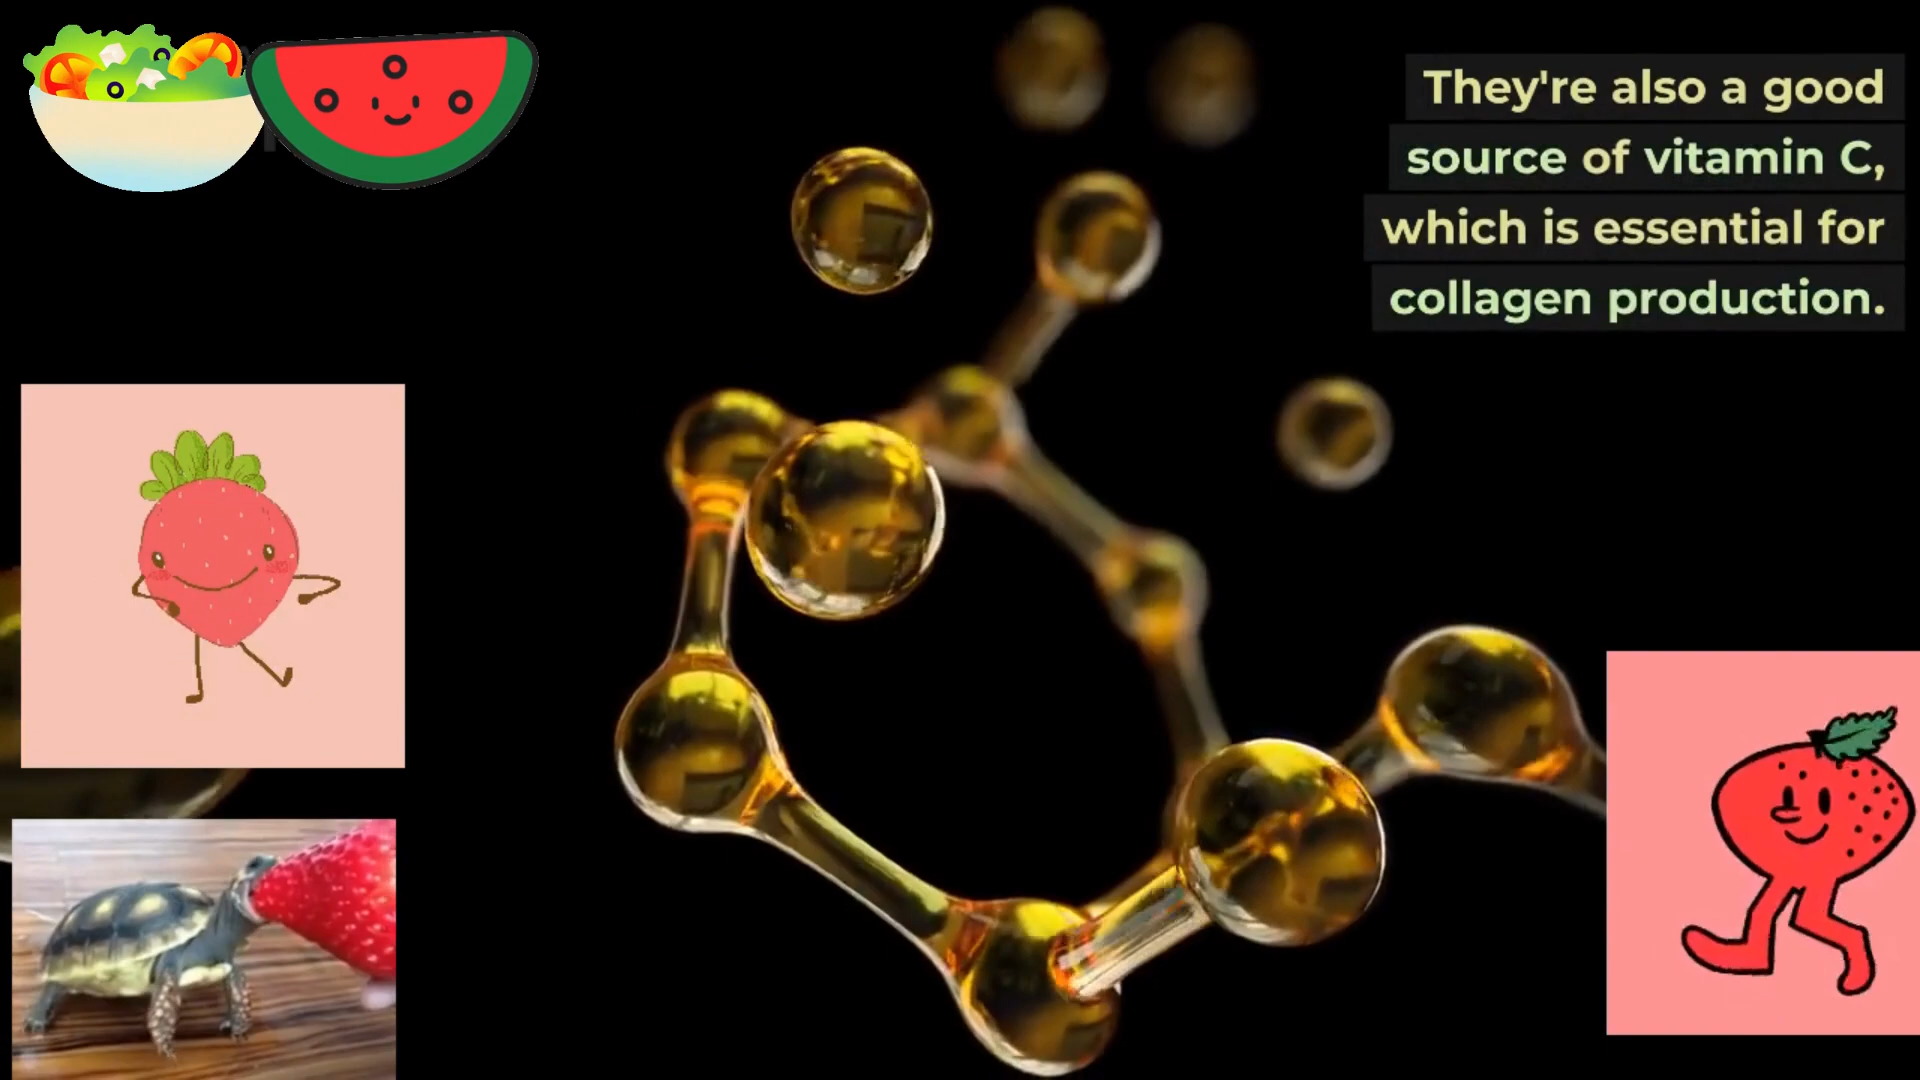 They're also a good
source of vitamin C,
which is essential for
collagen production.